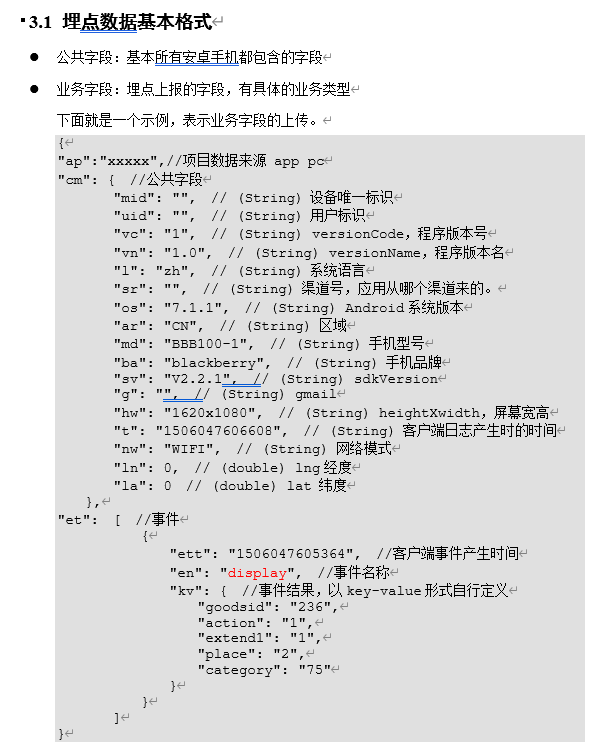 3.1 埋点数据基本格式
● 公共字段：基本所有安卓手机都包含的字段
● 业务字段：埋点上报的字段，有具体的业务类型
下面就是一个示例，表示业务字段的上传。
{
"ap":"xxxxx",//项目数据来源 app pc
"cm": { //公共字段
"mid": "", // (String) 设备唯一标识
"uid": "", // (String) 用户标识
"vc": "1", // (String) versionCode，程序版本号
"vn": "1.0", // (String) versionName，程序版本名
"l": "zh", // (String) 系统语言
"sr": "", // (String) 渠道号，应用从哪个渠道来的。
"os": "7.1.1", // (String) Android系统版本
"ar": "CN", // (String) 区域
"md": "BBB100-1", // (String) 手机型号
"ba": "blackberry", // (String) 手机品牌
"sv": "V2.2.1", // (String) sdkVersion
"g": "", // (String) gmail
"hw": "1620x1080", // (String) heightXwidth，屏幕宽高
"t": "1506047606608", // (String) 客户端日志产生时的时间
"nw": "WIFI", // (String) 网络模式
"ln": 0, // (double) lng经度
"la": 0 // (double) lat 纬度
},
"et": [ //事件
{
"ett": "1506047605364", //客户端事件产生时间
"en": "display", //事件名称
"kv": { //事件结果，以 key-value 形式自行定义
"goodsid": "236",
"action": "1",
"extend1": "1",
"place": "2",
"category": "75"
}
}
]
}